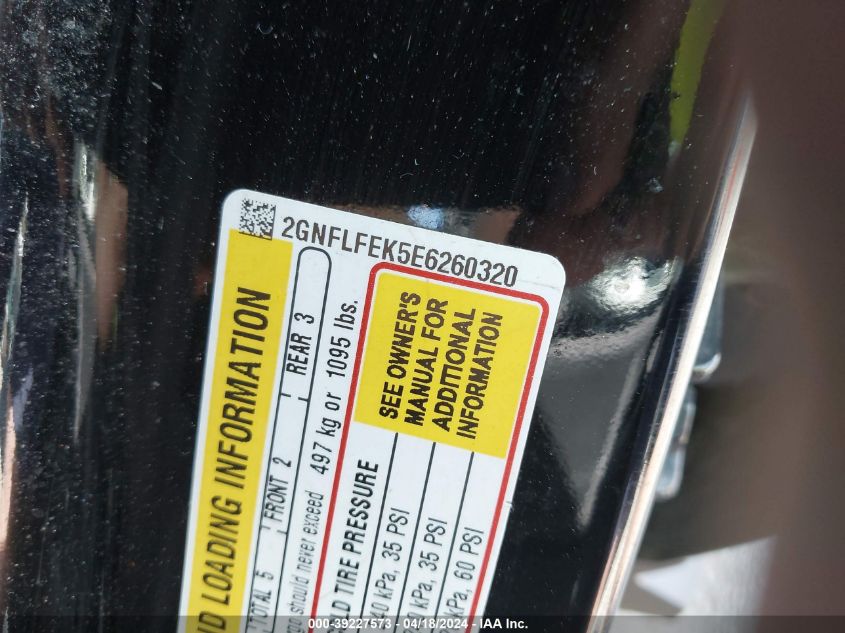 2GNFLFEK5E6260320
LOADING INFORMATION
TOTAL 5 FRONT 2 REAR 3
should never exceed 497 kg or 1095 lbs.
TIRE PRESSURE
SEE OWNER'S
MANUAL FOR
ADDITIONAL
INFORMATION
kPa, 35 PSI
kPa, 35 PSI
kPa, 60 PSI
000-39227573 - 04/18/2024 - IAA Inc.